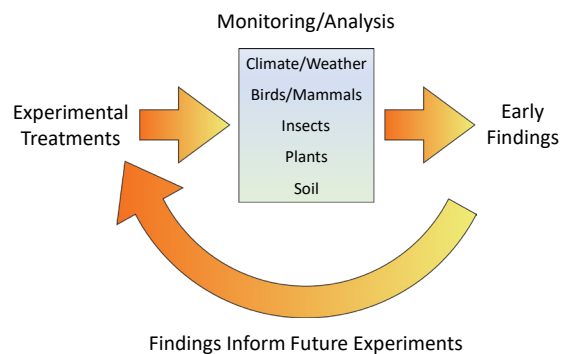 Monitoring/Analysis
Experimental
Treatments
Climate/Weather
Birds/Mammals
Insects
Plants
Soil
Early
Findings
Findings Inform Future Experiments